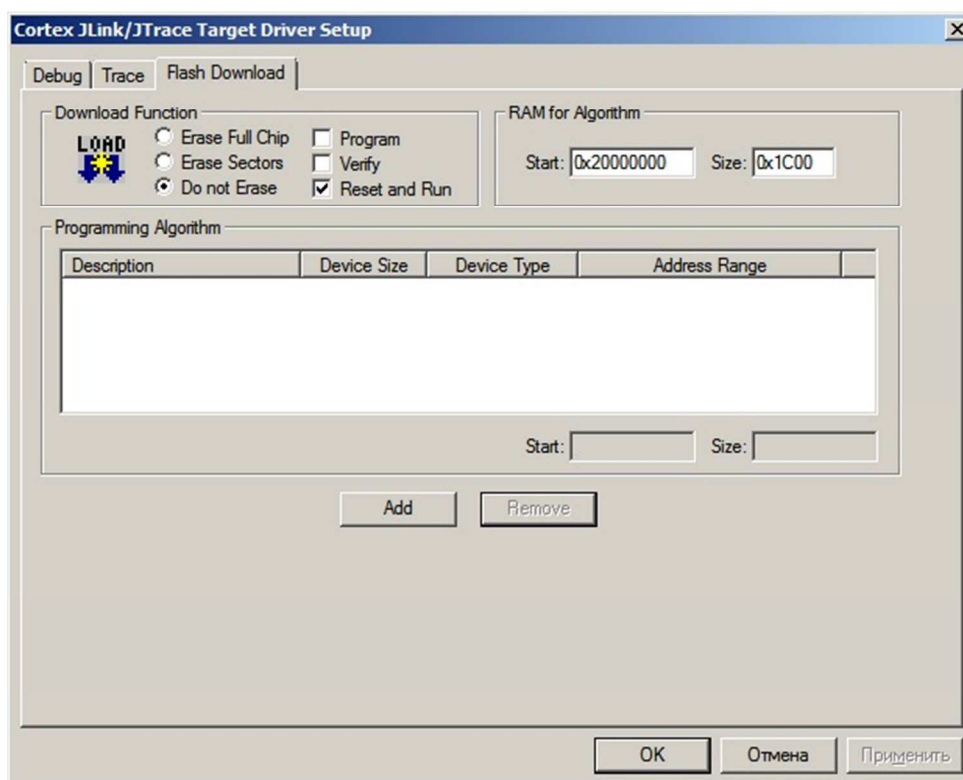 Cortex JLink/JTrace Target Driver Setup
Debug Trace Flash Download
Download Function
LOAD
Erase Full Chip Program
Erase Sectors Verify
Do not Erase Reset and Run
RAM for Algorithm
Start: 0x20000000 Size: 0x1C00
Programming Algorithm
Description Device Size Device Type Address Range
Start: Size:
Add Remove
OK Отмена Применить